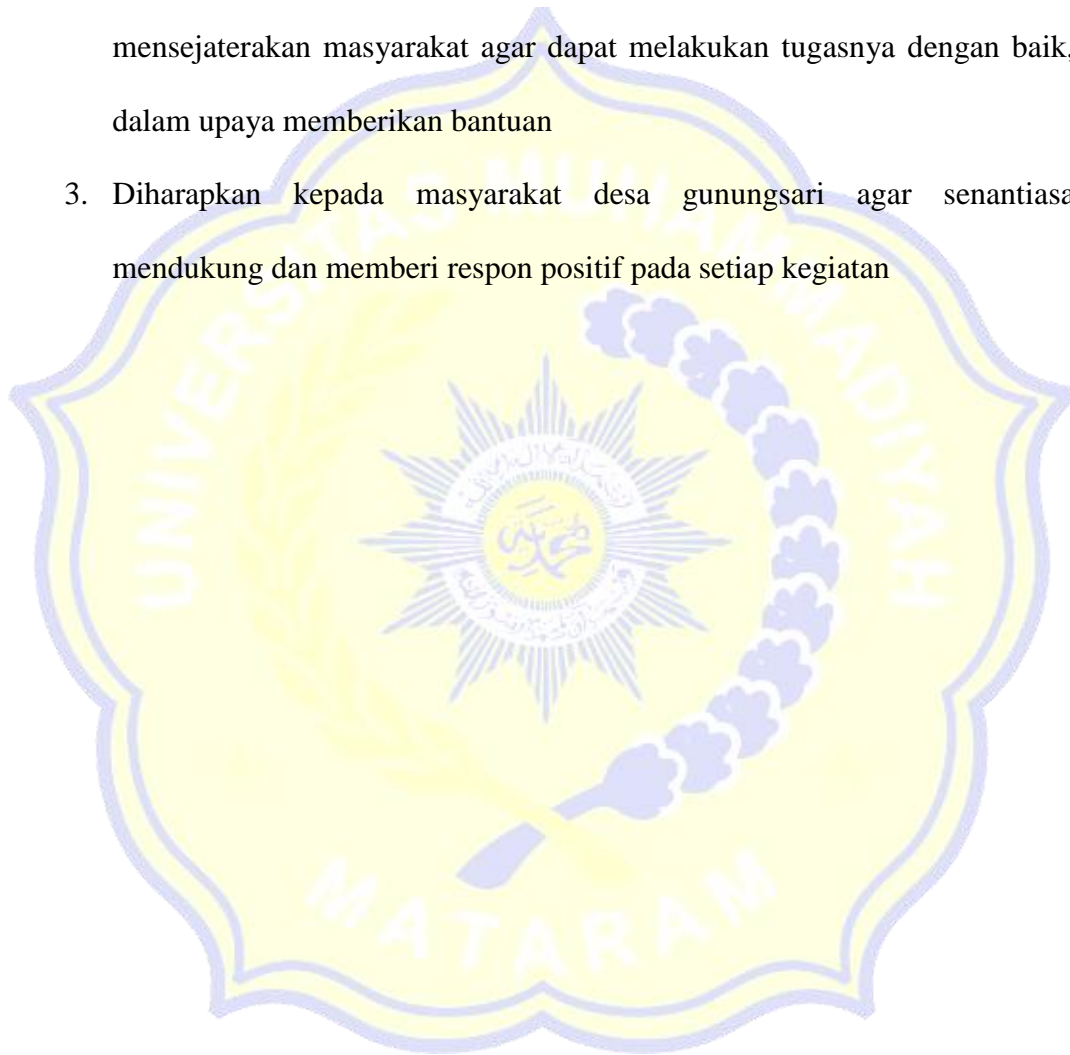 mensejaterakan masyarakat agar dapat melakukan tugasnya dengan baik,
dalam upaya memberikan bantuan
3. Diharapkan kepada masyarakat desa gunungsari agar senantiasa
mendukung dan memberi respon positif pada setiap kegiatan
UNIVERSITAS MUHAMMADIYAH
MATARAM